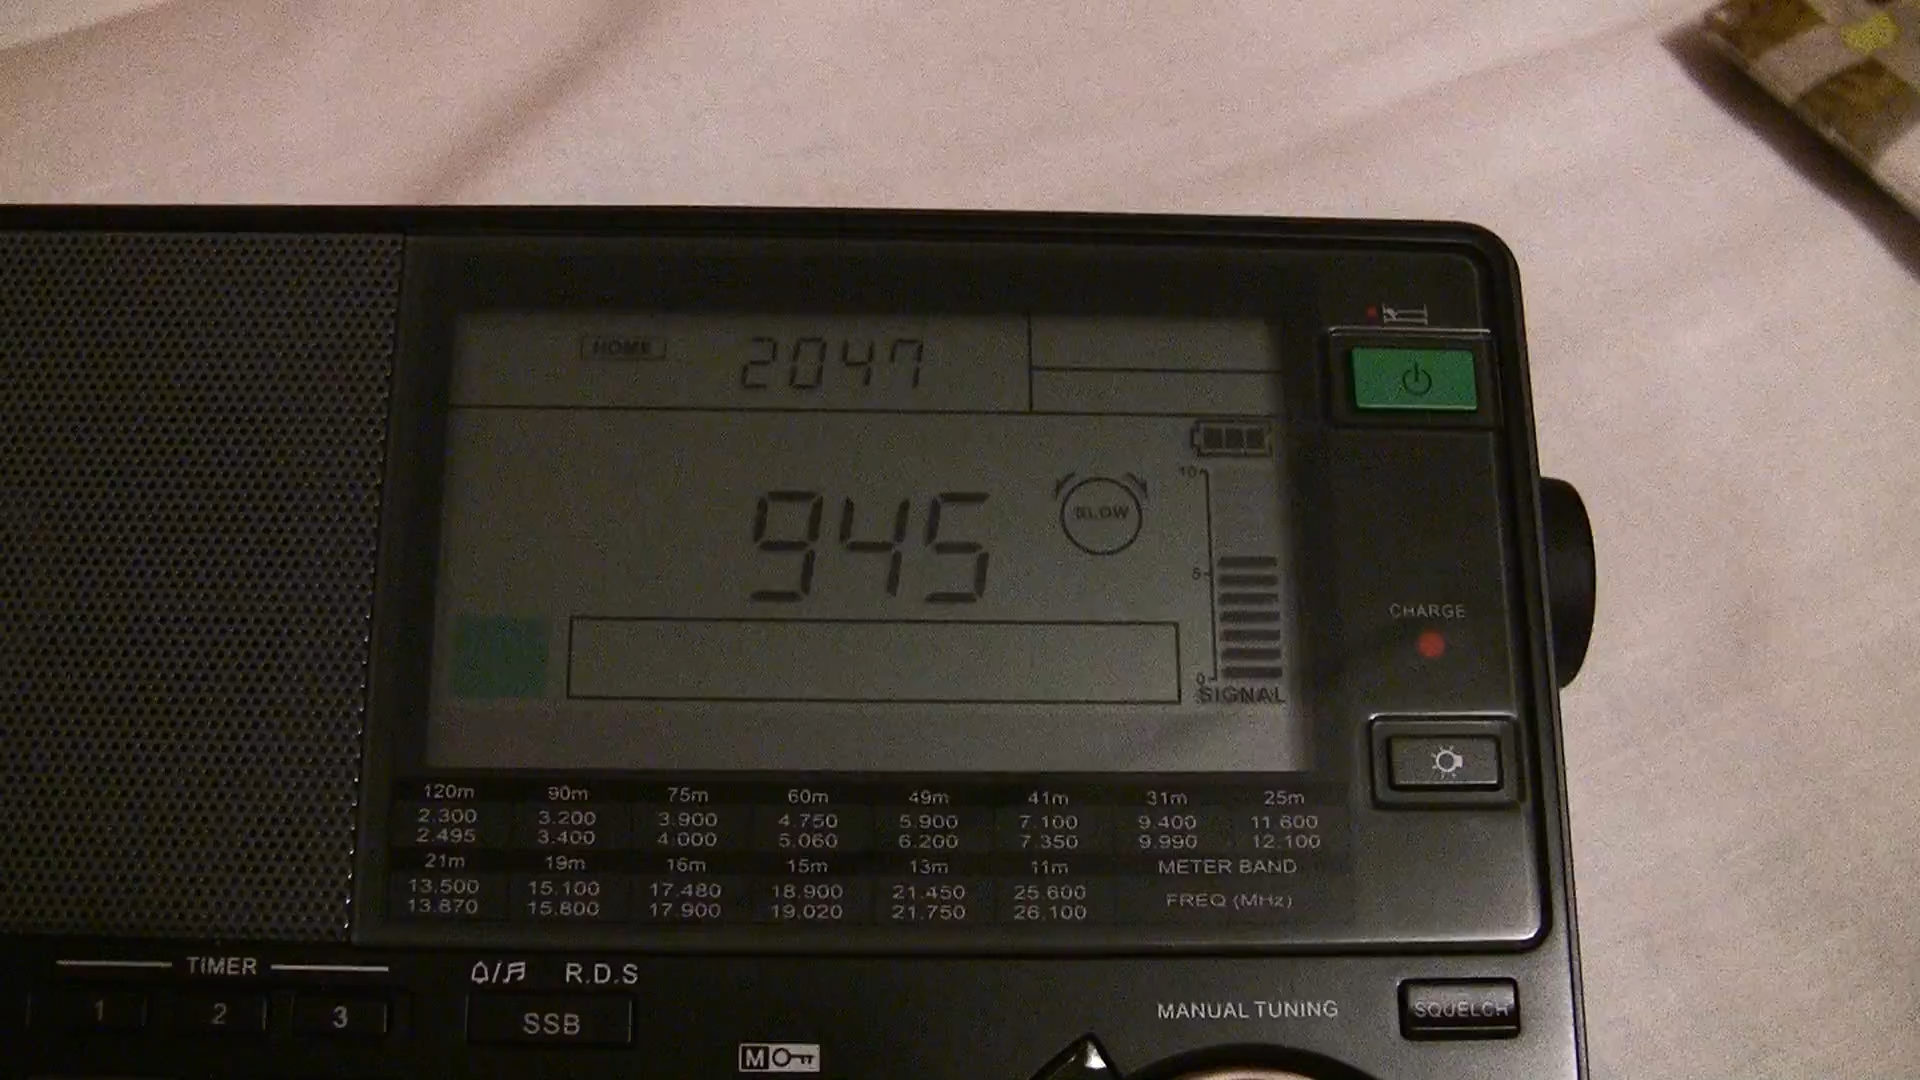 HOME 2047
945 SLOW
10
5
0
SIGNAL
CHARGE
120m 90m 75m 60m 49m 41m 31m 25m
2.300 3.200 3.900 4.750 5.900 7.100 9.400 11.600
2.495 3.400 4.000 5.060 6.200 7.350 9.990 12.100
21m 19m 16m 15m 13m 11m METER BAND
13.500 15.100 17.480 18.900 21.450 25.600 FREQ (MHz)
13.870 15.800 17.900 19.020 21.750 26.100
TIMER
1 2 3
R.D.S
SSB
MANUAL TUNING
SQUELCH
M